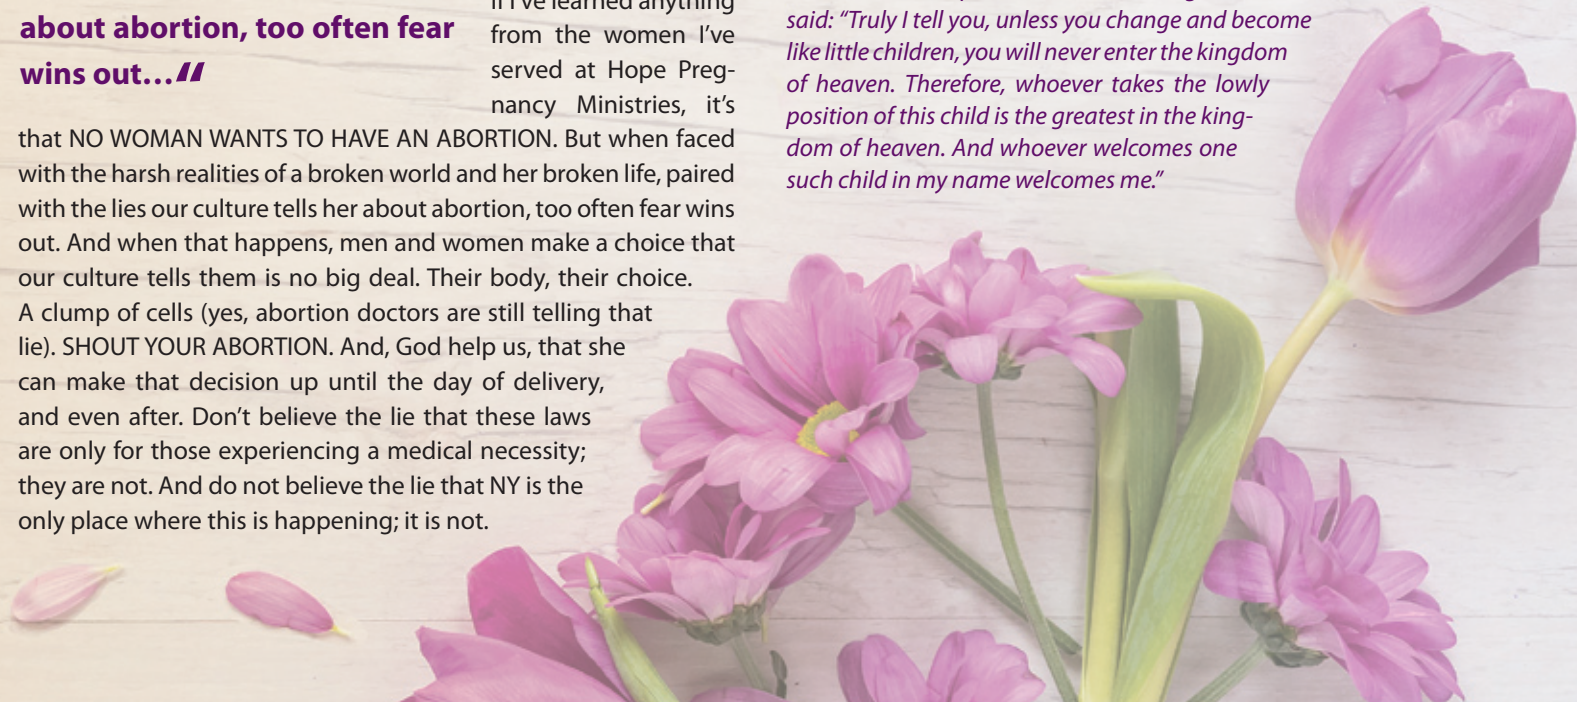 about abortion, too often fear
wins out…"
If I've learned anything
from the women I've
served at Hope Preg-
nancy Ministries, it's
that NO WOMAN WANTS TO HAVE AN ABORTION. But when faced
with the harsh realities of a broken world and her broken life, paired
with the lies our culture tells her about abortion, too often fear wins
out. And when that happens, men and women make a choice that
our culture tells them is no big deal. Their body, their choice.
A clump of cells (yes, abortion doctors are still telling that
lie). SHOUT YOUR ABORTION. And, God help us, that she
can make that decision up until the day of delivery,
and even after. Don't believe the lie that these laws
are only for those experiencing a medical necessity;
they are not. And do not believe the lie that NY is the
only place where this is happening; it is not.
said: “Truly I tell you, unless you change and become
like little children, you will never enter the kingdom
of heaven. Therefore, whoever takes the lowly
position of this child is the greatest in the king-
dom of heaven. And whoever welcomes one
such child in my name welcomes me.”